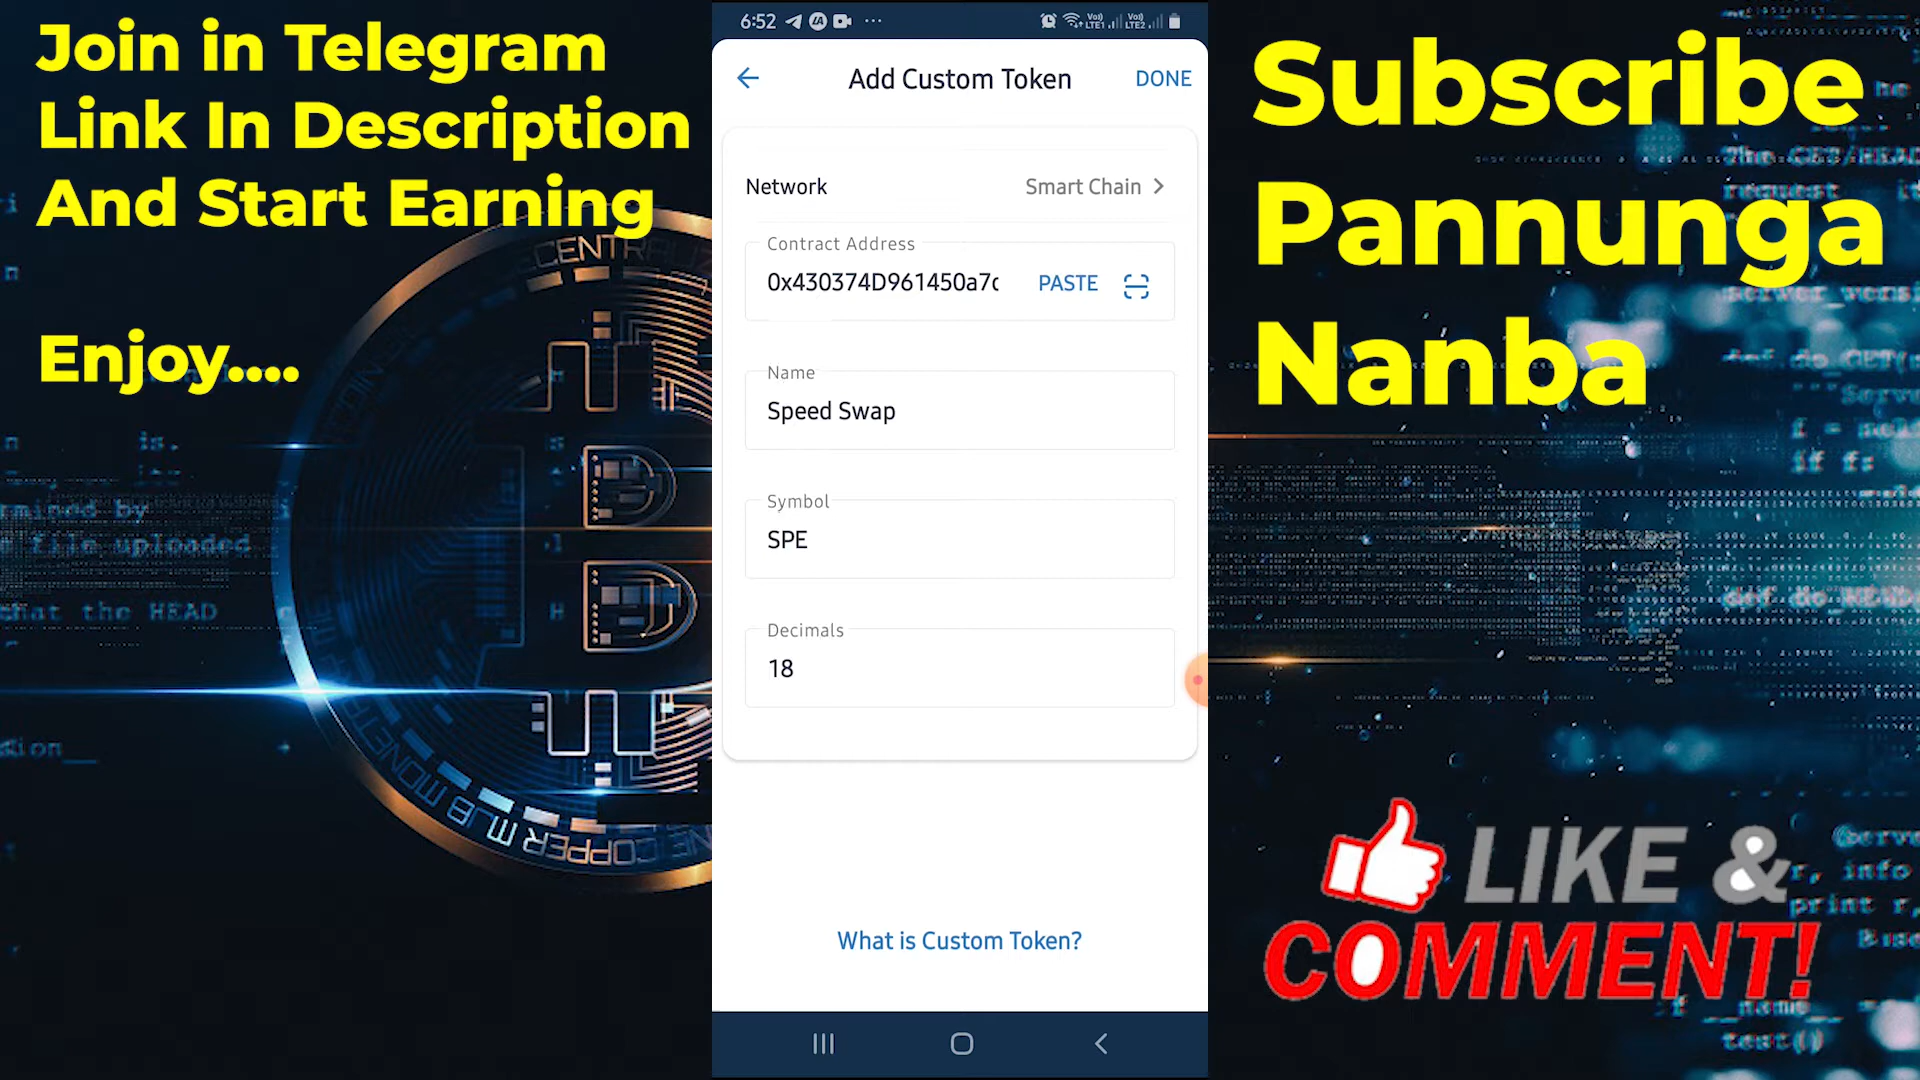 Join in Telegram
Link In Description
And Start Earning
Enjoy....
6:52
Add Custom Token
DONE
Network
Smart Chain
Contract Address
0x430374D961450a7c
PASTE
Name
Speed Swap
Symbol
SPE
Decimals
18
What is Custom Token?
Subscribe
Pannunga
Nanba
LIKE &
COMMENT!